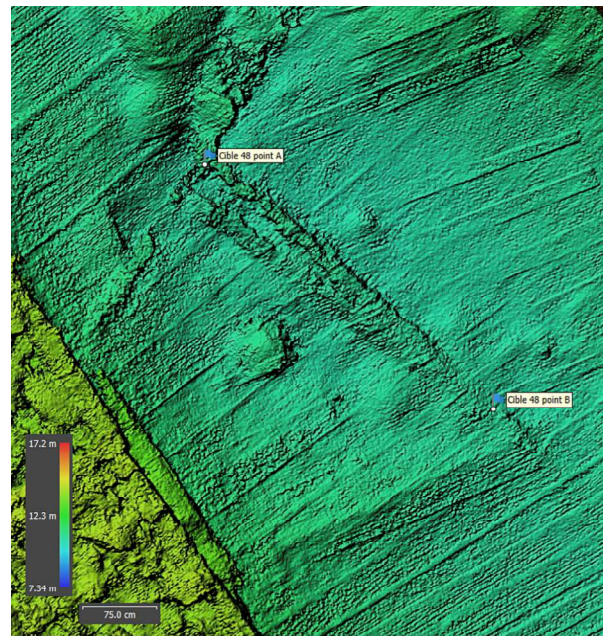 Cible 48 point A
Cible 48 point B
17.2 m
12.3 m
7.34 m
75.0 cm